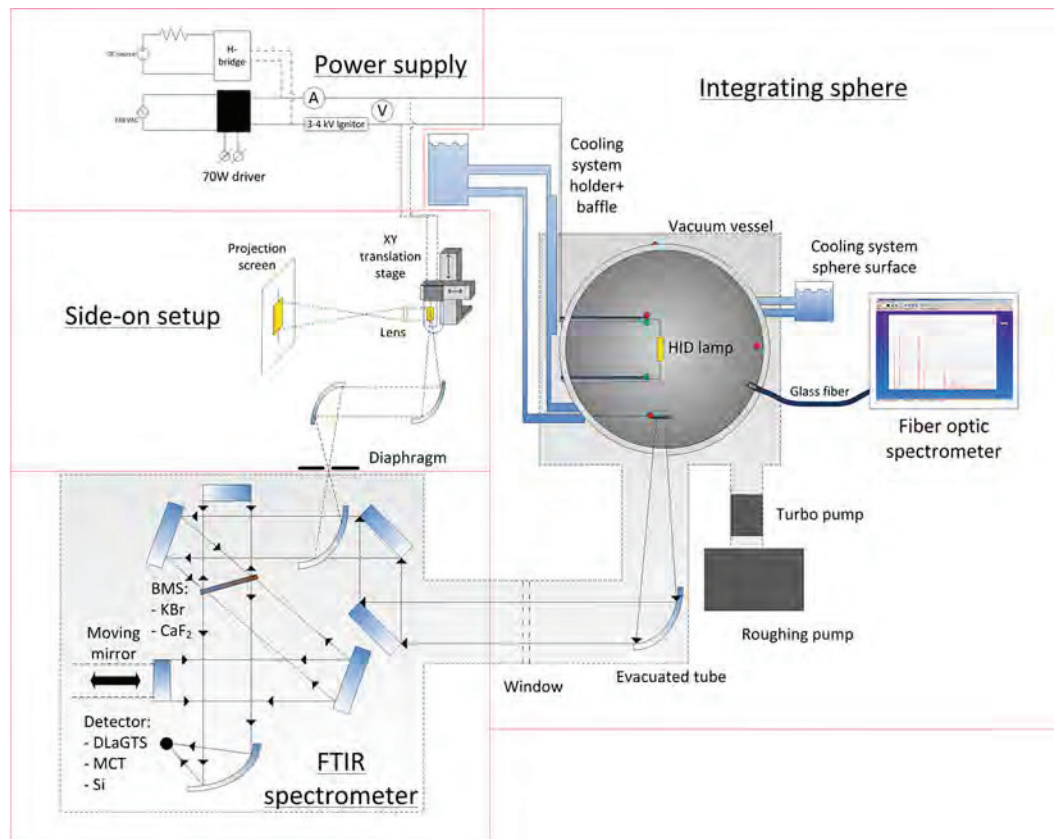 Power supply
H-
bridge
A
V
3-4 kV Ignitor
70W driver
Integrating sphere
Cooling
system
holder+
baffle
Vacuum vessel
Cooling system
sphere surface
HID lamp
Glass fiber
Fiber optic
spectrometer
Turbo pump
Roughing pump
Evacuated tube
Window
Side-on setup
Projection
screen
XY
translation
stage
Lens
Diaphragm
BMS:
- KBr
- CaF₂
Moving
mirror
Detector:
- DLaGTS
- MCT
- Si
FTIR
spectrometer